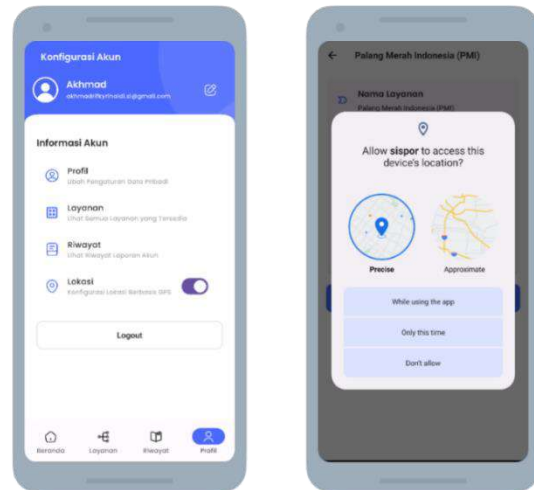 Konfigurasi Akun
Akhmad
Informasi Akun
Profil
Ubah Pengaturan Data Pribadi
Layanan
Lihat Semua Layanan yang Tersedia
Riwayat
Lihat Riwayat Laporan Akun
Lokasi
Konfigurasi Lokasi Berbasis GPS
Logout
Beranda
Layanan
Riwayat
Profil
Palang Merah Indonesia (PMI)
Nama Layanan
Palang Merah Indonesia (PMI)
Allow sispor to access this
device's location?
Precise
Approximate
While using the app
Only this time
Don't allow